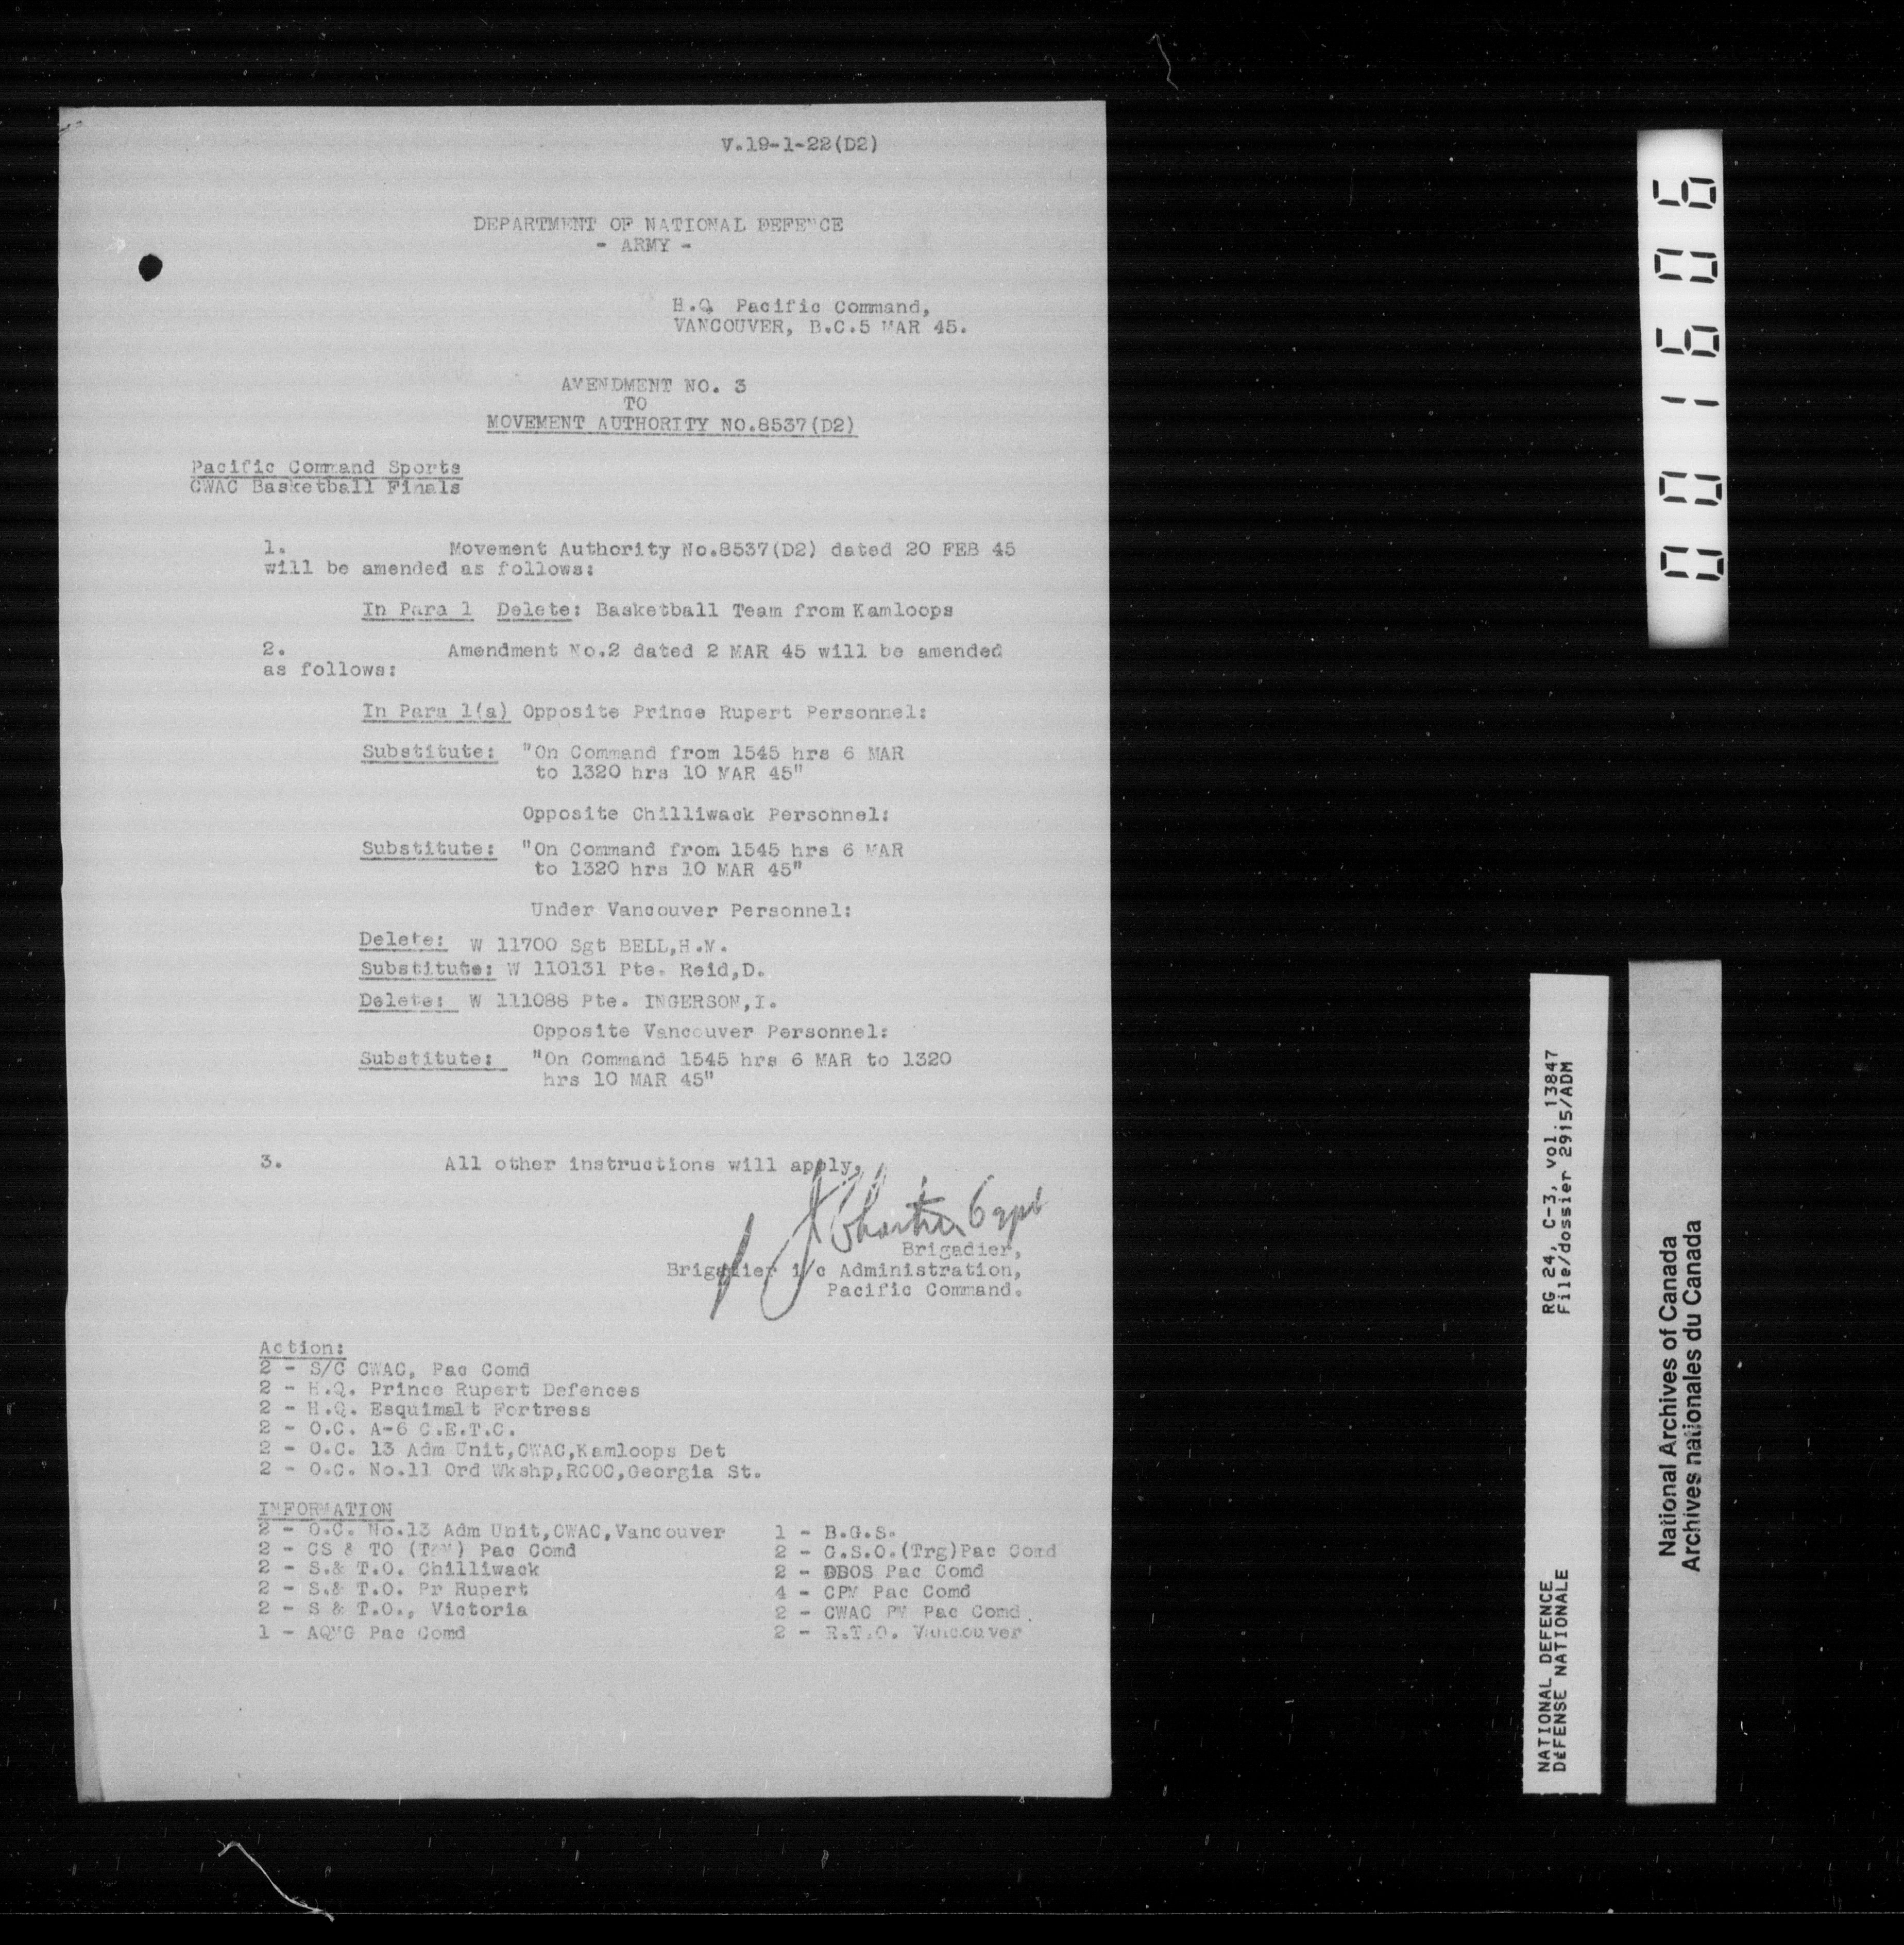 V.19-1-22(D2)
DEPARTMENT OF NATIONAL DEFENCE
- ARMY -
H.Q. Pacific Command,
VANCOUVER, B.C.5 MAR 45.
AMENDMENT NO. 3
TO
MOVEMENT AUTHORITY NO.8537(D2)
Pacific Command Sports
CWAC Basketball Finals
1. Movement Authority No.8537(D2) dated 20 FEB 45
will be amended as follows:
In Para 1 Delete: Basketball Team from Kamloops
2. Amendment No.2 dated 2 MAR 45 will be amended
as follows:
In Para 1(a) Opposite Prince Rupert Personnel:
Substitute: "On Command from 1545 hrs 6 MAR
to 1320 hrs 10 MAR 45"
Opposite Chilliwack Personnel:
Substitute: "On Command from 1545 hrs 6 MAR
to 1320 hrs 10 MAR 45"
Under Vancouver Personnel:
Delete: W 11700 Sgt BELL,H.M.
Substitute: W 110131 Pte. Reid,D.
Delete: W 111088 Pte. INGERSON,I.
Opposite Vancouver Personnel:
Substitute: "On Command 1545 hrs 6 MAR to 1320
hrs 10 MAR 45"
3. All other instructions will apply.
Capt
Brigadier,
Brigadier i/c Administration,
Pacific Command.
Action:
2 - S/C CWAC, Pac Comd
2 - H.Q. Prince Rupert Defences
2 - H.Q. Esquimalt Fortress
2 - O.C. A-6 C.E.T.C.
2 - O.C. 13 Adm Unit,CWAC,Kamloops Det
2 - O.C. No.11 Ord Wkshp,RCOC,Georgia St.
INFORMATION
2 - O.C. No.13 Adm Unit,CWAC,Vancouver
2 - CS & TO (T&M) Pac Comd
2 - S.& T.O. Chilliwack
2 - S.& T.O. Pr Rupert
2 - S & T.O., Victoria
1 - AQMG Pac Comd
1 - B.G.S.
2 - G.S.O.(Trg)Pac Comd
2 - DDOS Pac Comd
4 - CPM Pac Comd
2 - CWAC PM Pac Comd
2 - R.T.O. Vancouver
001606
RG 24, C-3, vol. 13847
File/dossier 2915/ADM
NATIONAL DEFENCE
DéFENSE NATIONALE
National Archives of Canada
Archives nationales du Canada